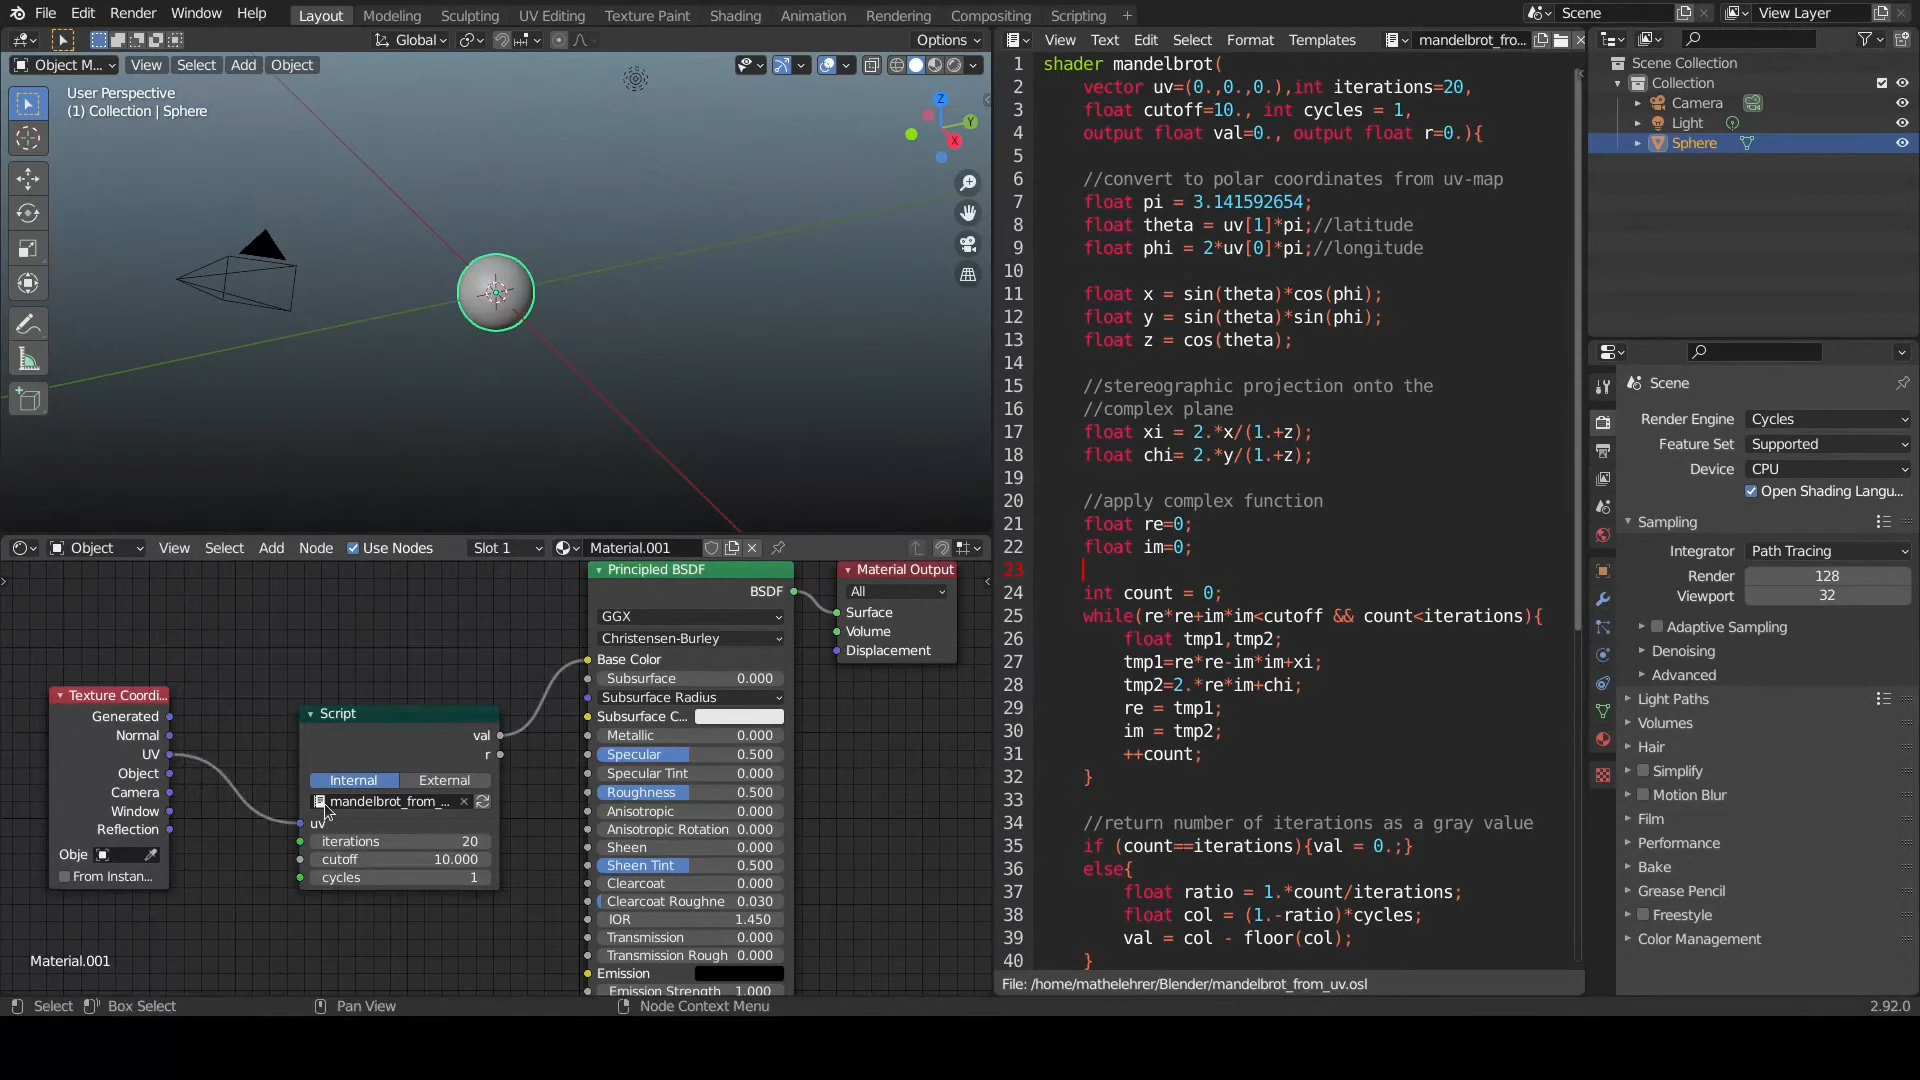 File Edit Render Window Help Layout Modeling Sculpting UV Editing Texture Paint Shading Animation Rendering Compositing Scripting + Scene View Layer
Global Options
Object M... View Select Add Object
User Perspective
(1) Collection | Sphere
Z
Y
X
View Text Edit Select Format Templates mandelbrot_fro...
1 shader mandelbrot(
2 vector uv=(0.,0.,0.),int iterations=20,
3 float cutoff=10., int cycles = 1,
4 output float val=0., output float r=0.){
5
6 //convert to polar coordinates from uv-map
7 float pi = 3.141592654;
8 float theta = uv[1]*pi;//latitude
9 float phi = 2*uv[0]*pi;//longitude
10
11 float x = sin(theta)*cos(phi);
12 float y = sin(theta)*sin(phi);
13 float z = cos(theta);
14
15 //stereographic projection onto the
16 //complex plane
17 float xi = 2.*x/(1.+z);
18 float chi= 2.*y/(1.+z);
19
20 //apply complex function
21 float re=0;
22 float im=0;
23
24 int count = 0;
25 while(re*re+im*im<cutoff && count<iterations){
26 float tmp1,tmp2;
27 tmp1=re*re-im*im+xi;
28 tmp2=2.*re*im+chi;
29 re = tmp1;
30 im = tmp2;
31 ++count;
32 }
33
34 //return number of iterations as a gray value
35 if (count==iterations){val = 0.;}
36 else{
37 float ratio = 1.*count/iterations;
38 float col = (1.-ratio)*cycles;
39 val = col - floor(col);
40 }
File: /home/mathelehrer/Blender/mandelbrot_from_uv.osl
Scene Collection
Collection
Camera
Light
Sphere
Scene
Render Engine Cycles
Feature Set Supported
Device CPU
Open Shading Langu...
Sampling
Integrator Path Tracing
Render 128
Viewport 32
Adaptive Sampling
Denoising
Advanced
Light Paths
Volumes
Hair
Simplify
Motion Blur
Film
Performance
Bake
Grease Pencil
Freestyle
Color Management
Object View Select Add Node Use Nodes Slot 1 Material.001
Texture Coordi...
Generated
Normal
UV
Object
Camera
Window
Reflection
Obje
From Instan...
Script
val
r
Internal External
mandelbrot_from_...
uv
iterations 20
cutoff 10.000
cycles 1
Principled BSDF
BSDF
GGX
Christensen-Burley
Base Color
Subsurface 0.000
Subsurface Radius
Subsurface C...
Metallic 0.000
Specular 0.500
Specular Tint 0.000
Roughness 0.500
Anisotropic 0.000
Anisotropic Rotation 0.000
Sheen 0.000
Sheen Tint 0.500
Clearcoat 0.000
Clearcoat Roughne 0.030
IOR 1.450
Transmission 0.000
Transmission Rough 0.000
Emission
Emission Strength 1.000
Material Output
All
Surface
Volume
Displacement
Material.001
Select Box Select Pan View Node Context Menu 2.92.0